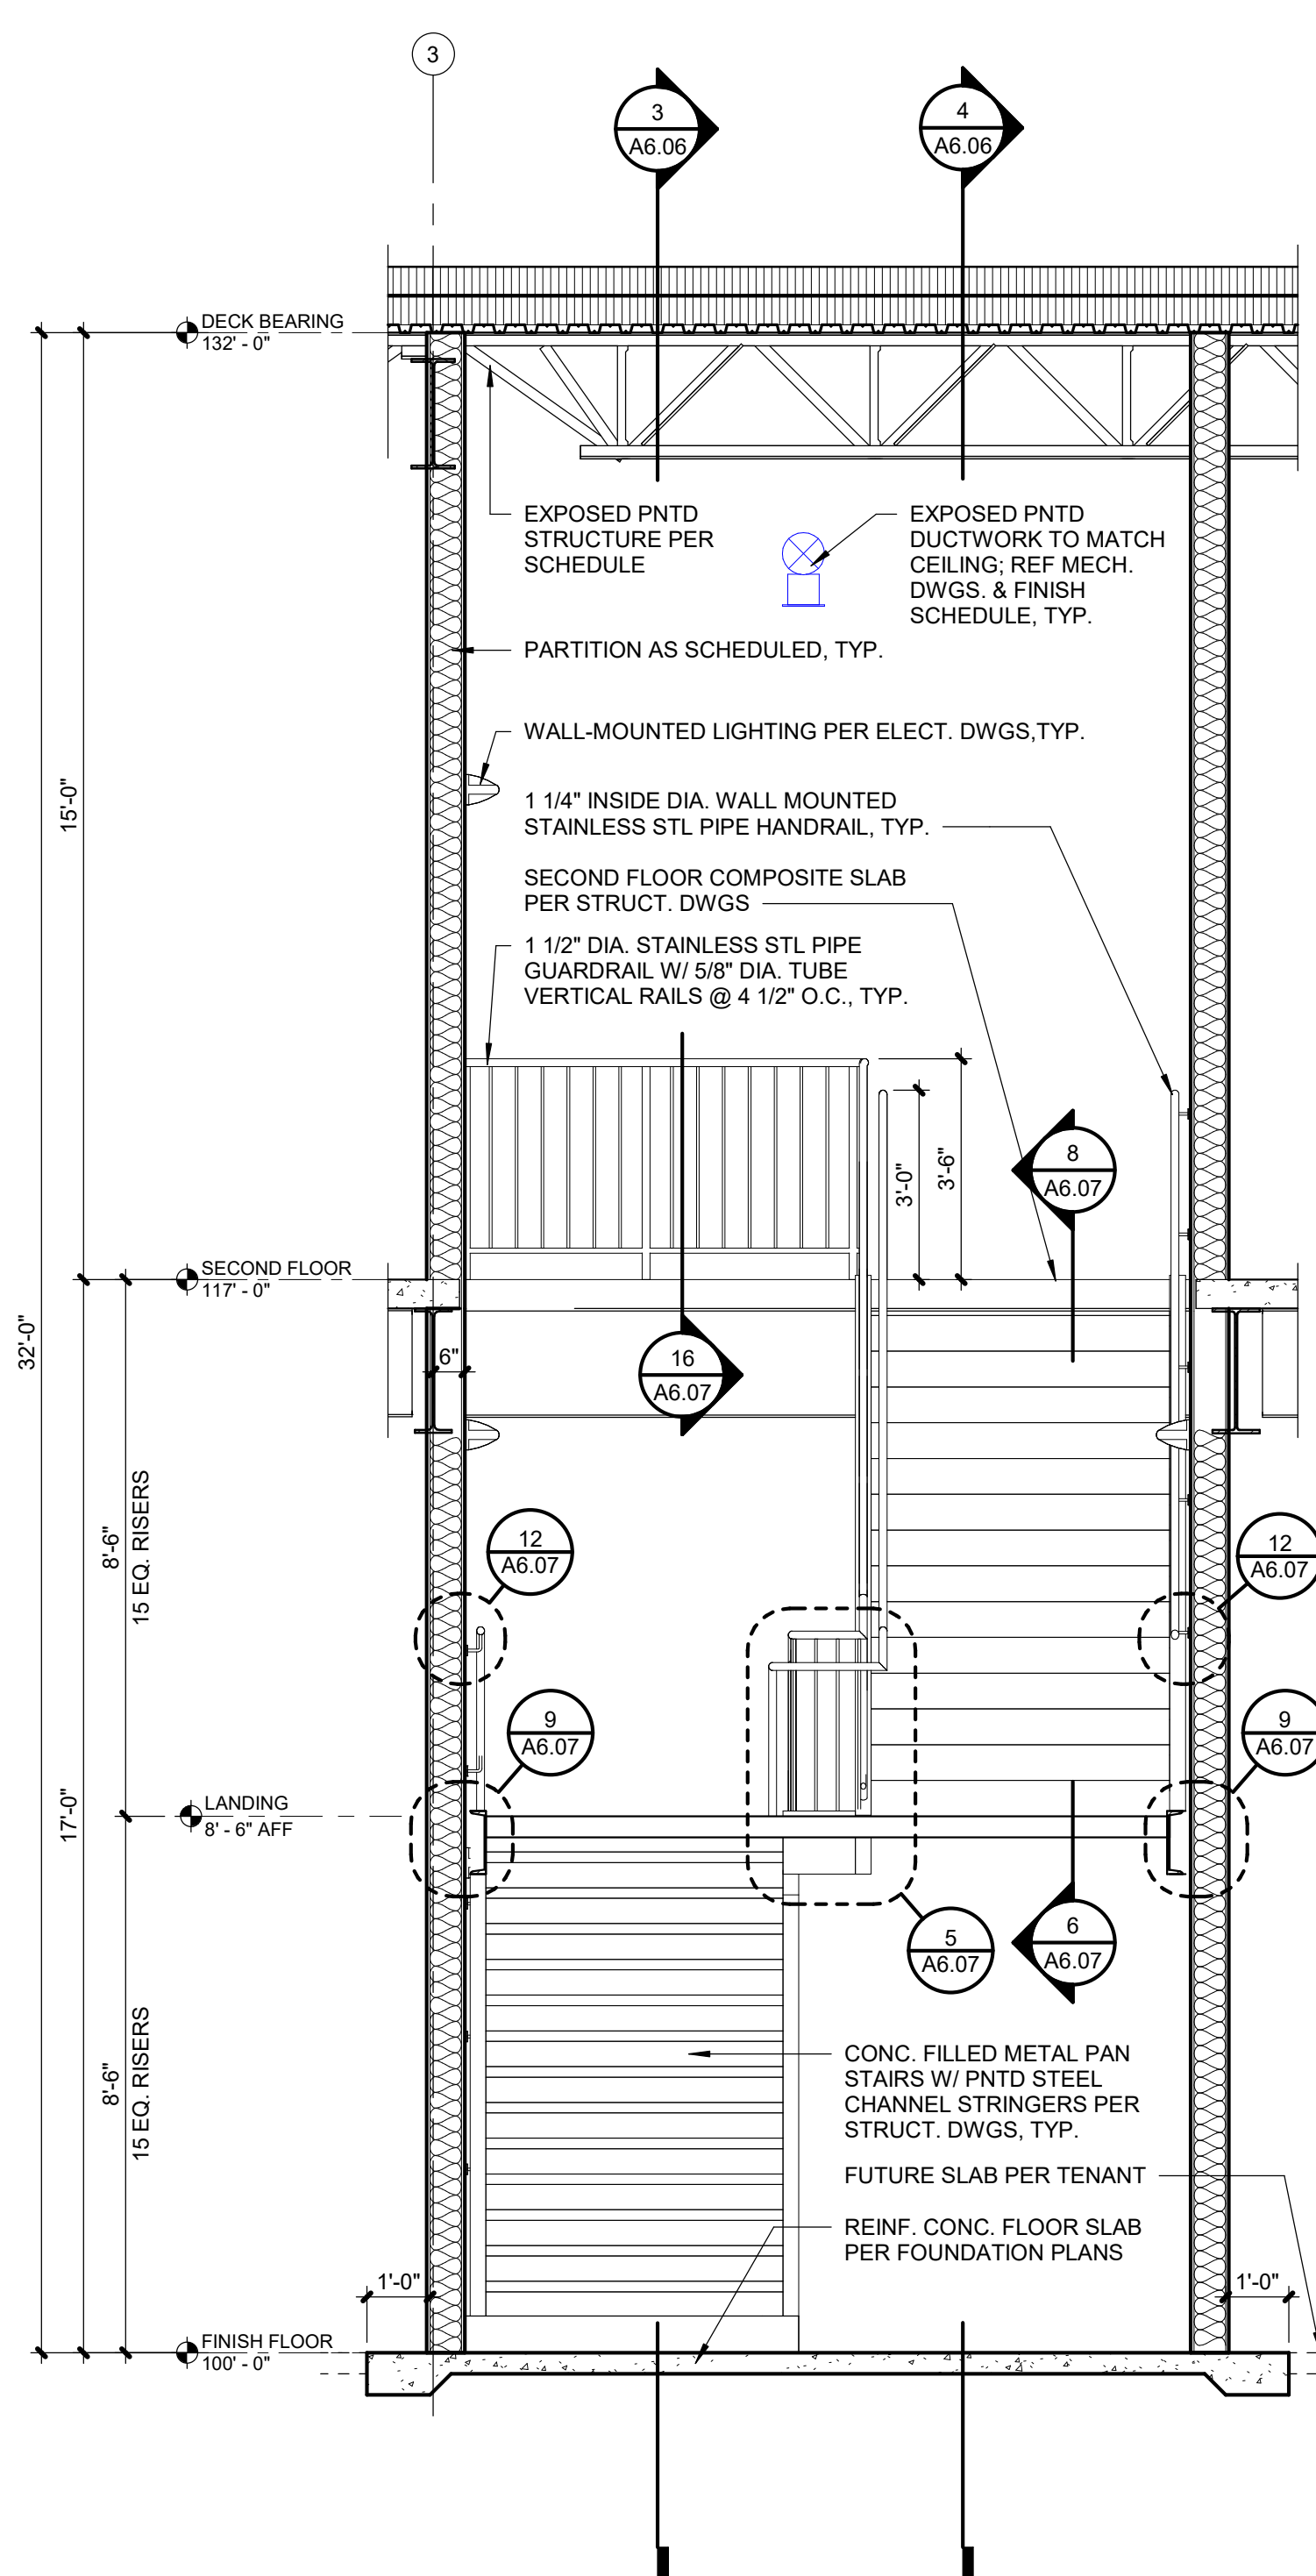 3
3
A6.06
4
A6.06
DECK BEARING
132' - 0"
EXPOSED PNTD
STRUCTURE PER
SCHEDULE
EXPOSED PNTD
DUCTWORK TO MATCH
CEILING; REF MECH.
DWGS. & FINISH
SCHEDULE, TYP.
PARTITION AS SCHEDULED, TYP.
WALL-MOUNTED LIGHTING PER ELECT. DWGS,TYP.
15'-0"
1 1/4" INSIDE DIA. WALL MOUNTED
STAINLESS STL PIPE HANDRAIL, TYP.
SECOND FLOOR COMPOSITE SLAB
PER STRUCT. DWGS
1 1/2" DIA. STAINLESS STL PIPE
GUARDRAIL W/ 5/8" DIA. TUBE
VERTICAL RAILS @ 4 1/2" O.C., TYP.
3'-0"
3'-6"
8
A6.07
SECOND FLOOR
117' - 0"
32'-0"
6"
16
A6.07
8'-6"
15 EQ. RISERS
12
A6.07
12
A6.07
9
A6.07
9
A6.07
17'-0"
LANDING
8' - 6" AFF
5
A6.07
6
A6.07
8'-6"
15 EQ. RISERS
CONC. FILLED METAL PAN
STAIRS W/ PNTD STEEL
CHANNEL STRINGERS PER
STRUCT. DWGS, TYP.
FUTURE SLAB PER TENANT
REINF. CONC. FLOOR SLAB
PER FOUNDATION PLANS
1'-0"
1'-0"
FINISH FLOOR
100' - 0"